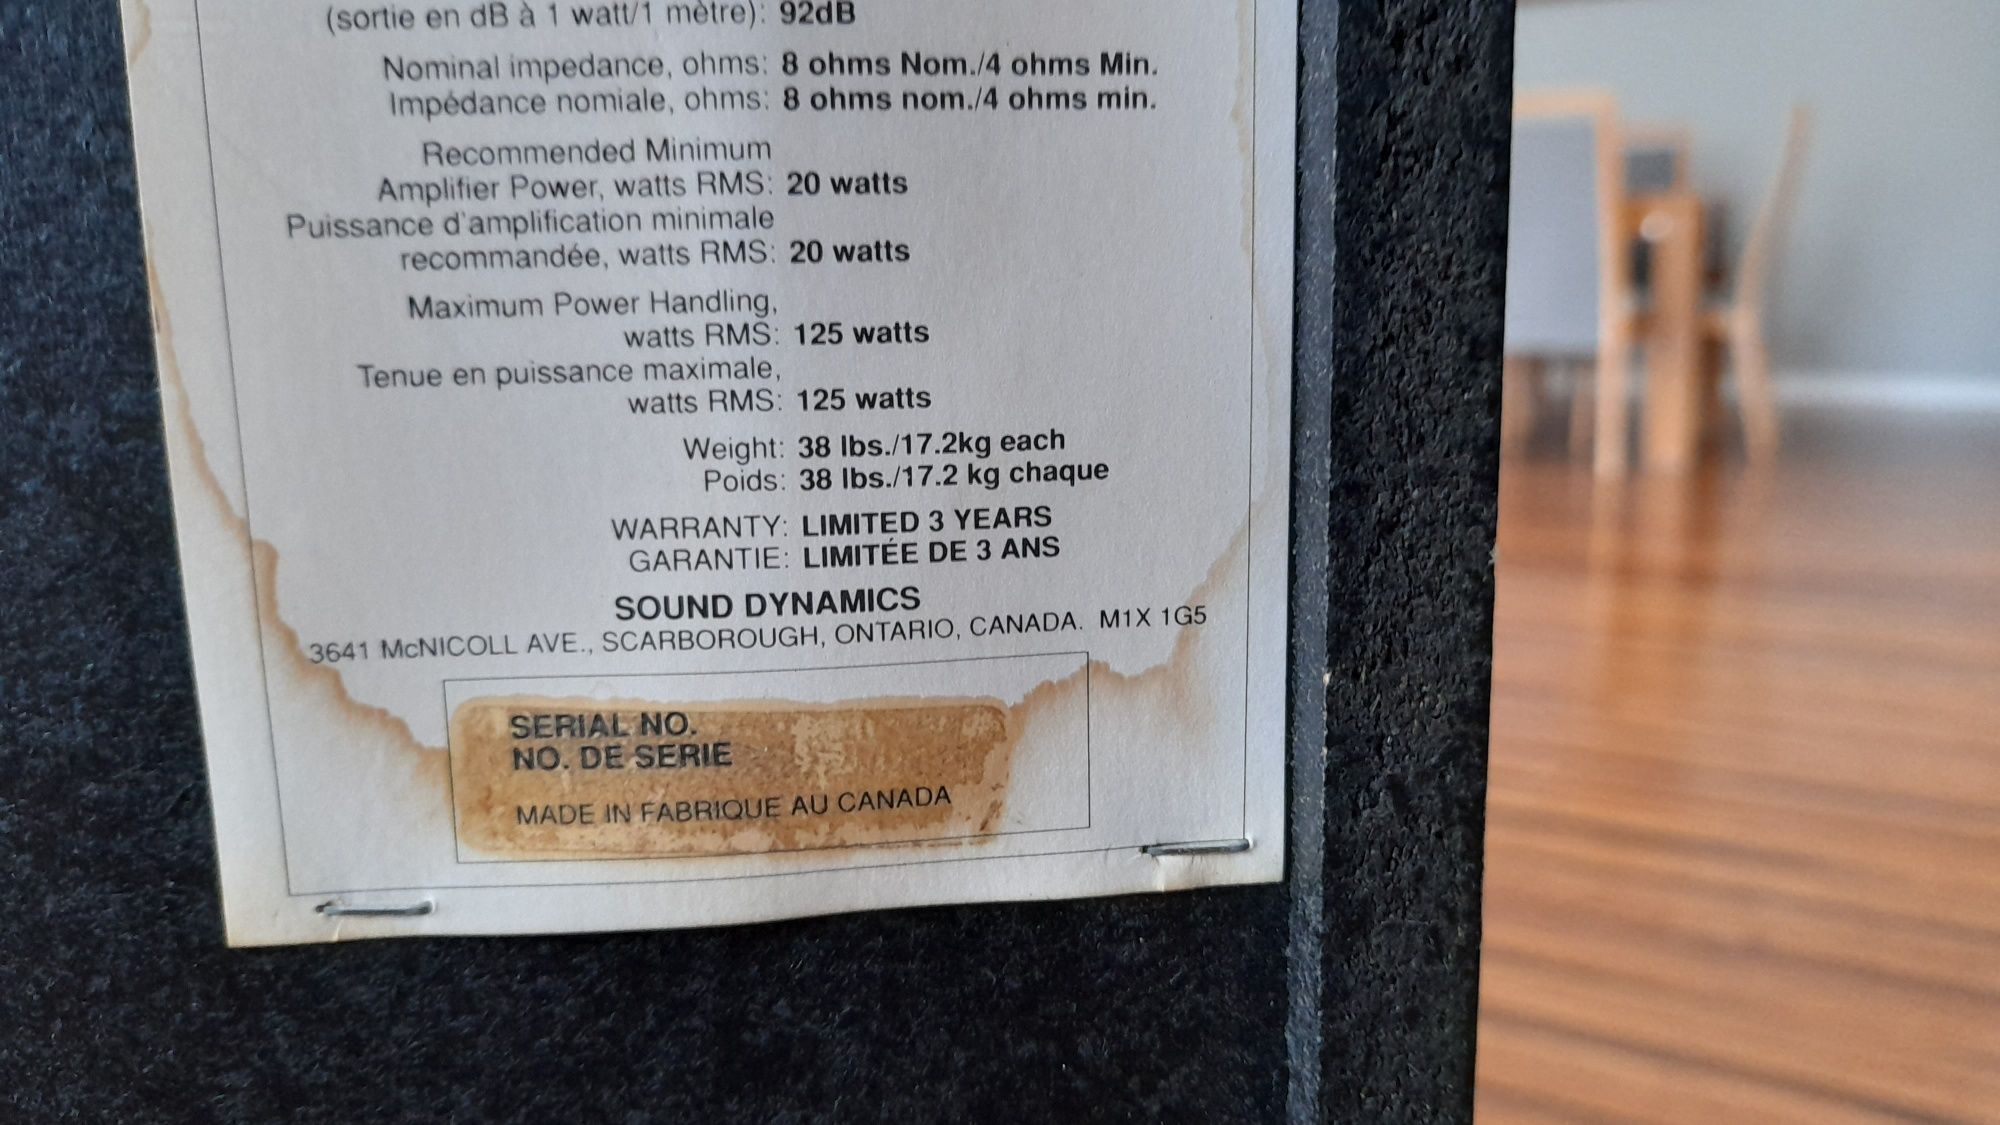 (sortie en dB à 1 watt/1 mètre): 92dB
Nominal impedance, ohms: 8 ohms Nom./4 ohms Min.
Impédance nomiale, ohms: 8 ohms nom./4 ohms min.
Recommended Minimum
Amplifier Power, watts RMS: 20 watts
Puissance d'amplification minimale
recommandée, watts RMS: 20 watts
Maximum Power Handling,
watts RMS: 125 watts
Tenue en puissance maximale,
watts RMS: 125 watts
Weight: 38 lbs./17.2kg each
Poids: 38 lbs./17.2 kg chaque
WARRANTY: LIMITED 3 YEARS
GARANTIE: LIMITÉE DE 3 ANS
SOUND DYNAMICS
3641 McNICOLL AVE., SCARBOROUGH, ONTARIO, CANADA. M1X 1G5
SERIAL NO.
NO. DE SERIE
MADE IN FABRIQUE AU CANADA